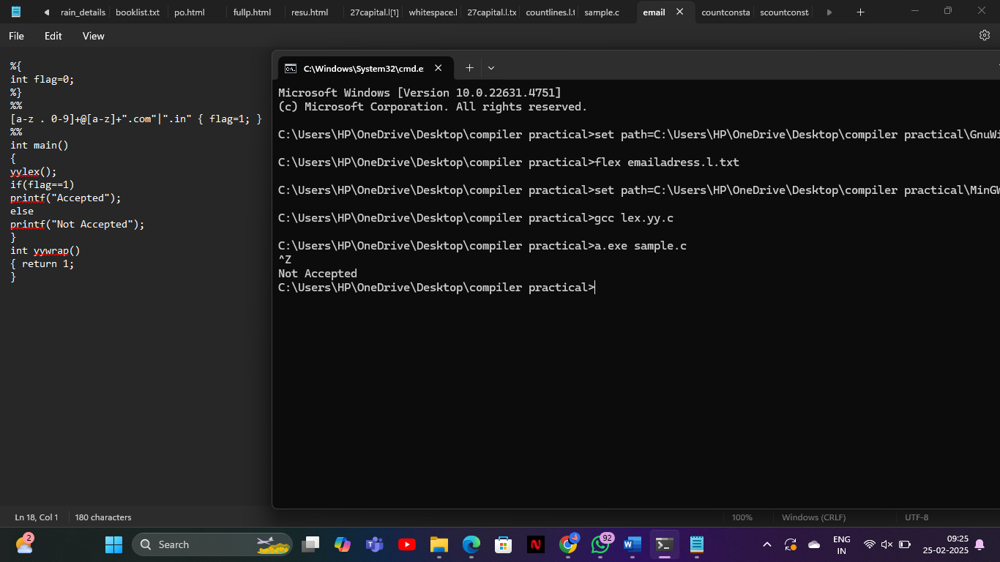 rain_details booklist.txt po.html fullp.html resu.html 27capital.l[1] whitespace.l 27capital.l.tx countlines.l.t sample.c email countconsta scountconst
File Edit View
%{
int flag=0;
%}
%%
[a-z . 0-9]+@[a-z]+".com"|".in" { flag=1; }
%%
int main()
{
yylex();
if(flag==1)
printf("Accepted");
else
printf("Not Accepted");
}
int yywrap()
{ return 1;
}
C:\Windows\System32\cmd.e
Microsoft Windows [Version 10.0.22631.4751]
(c) Microsoft Corporation. All rights reserved.
C:\Users\HP\OneDrive\Desktop\compiler practical>set path=C:\Users\HP\OneDrive\Desktop\compiler practical\GnuWi
C:\Users\HP\OneDrive\Desktop\compiler practical>flex emailadress.l.txt
C:\Users\HP\OneDrive\Desktop\compiler practical>set path=C:\Users\HP\OneDrive\Desktop\compiler practical\MinGW
C:\Users\HP\OneDrive\Desktop\compiler practical>gcc lex.yy.c
C:\Users\HP\OneDrive\Desktop\compiler practical>a.exe sample.c
^Z
Not Accepted
C:\Users\HP\OneDrive\Desktop\compiler practical>
Ln 18, Col 1 180 characters 100% Windows (CRLF) UTF-8
2 Search 92 ENG
IN
09:25
25-02-2025